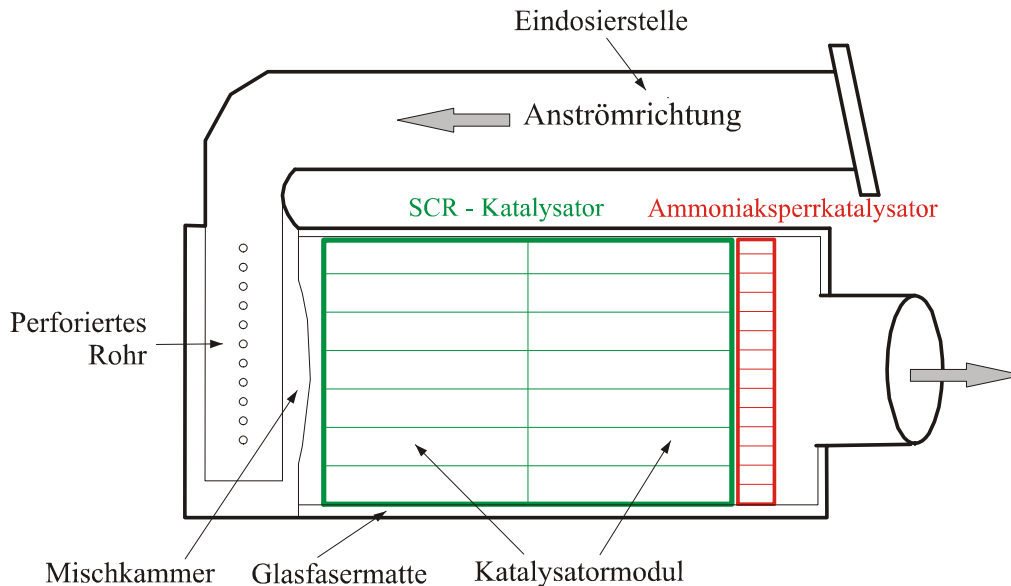 Eindosierstelle
Anströmrichtung
SCR - Katalysator
Ammoniaksperrkatalysator
Perforiertes
Rohr
Mischkammer
Glasfasermatte
Katalysatormodul